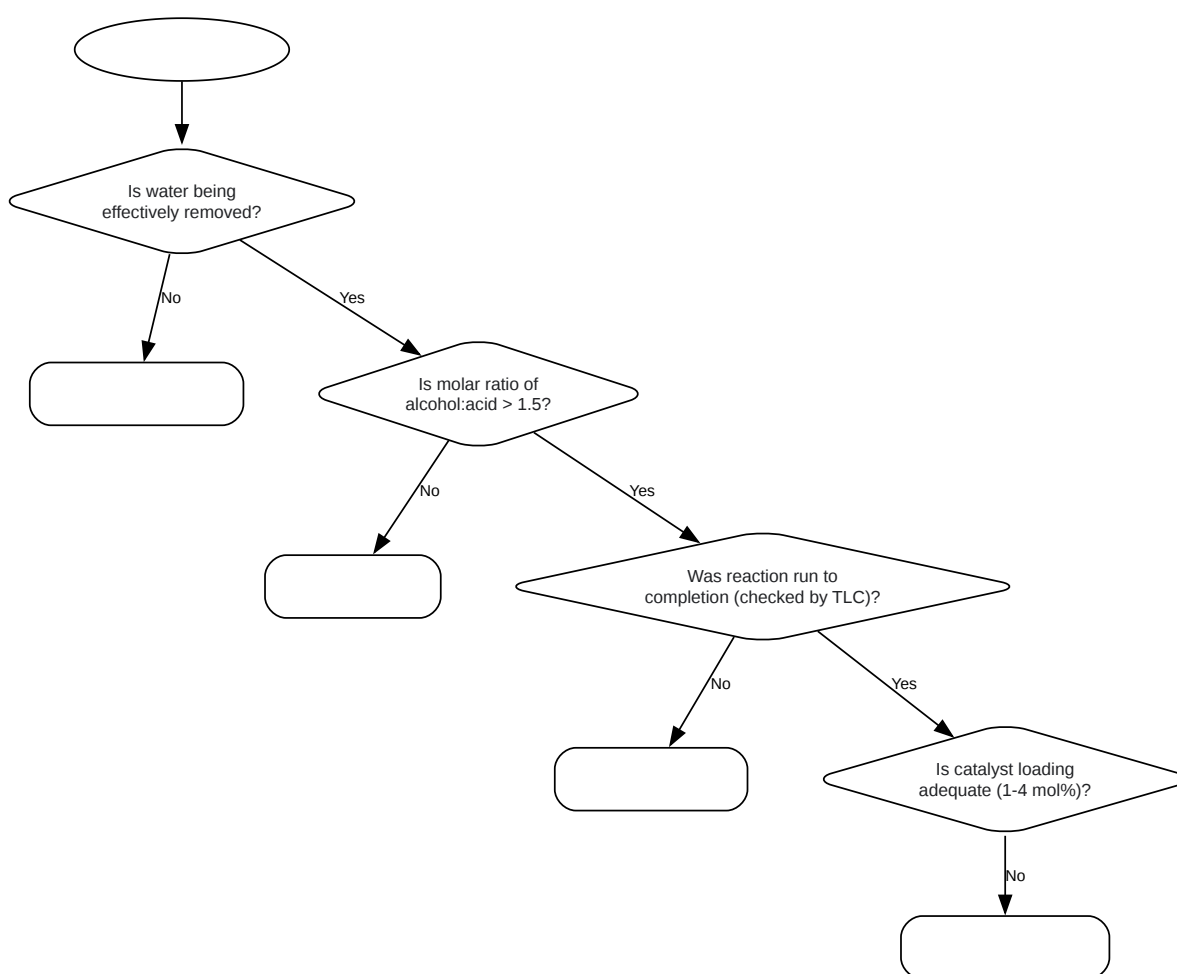 Is water being
effectively removed?
No
Yes
Is molar ratio of
alcohol:acid > 1.5?
No
Yes
Was reaction run to
completion (checked by TLC)?
No
Yes
Is catalyst loading
adequate (1-4 mol%)?
No